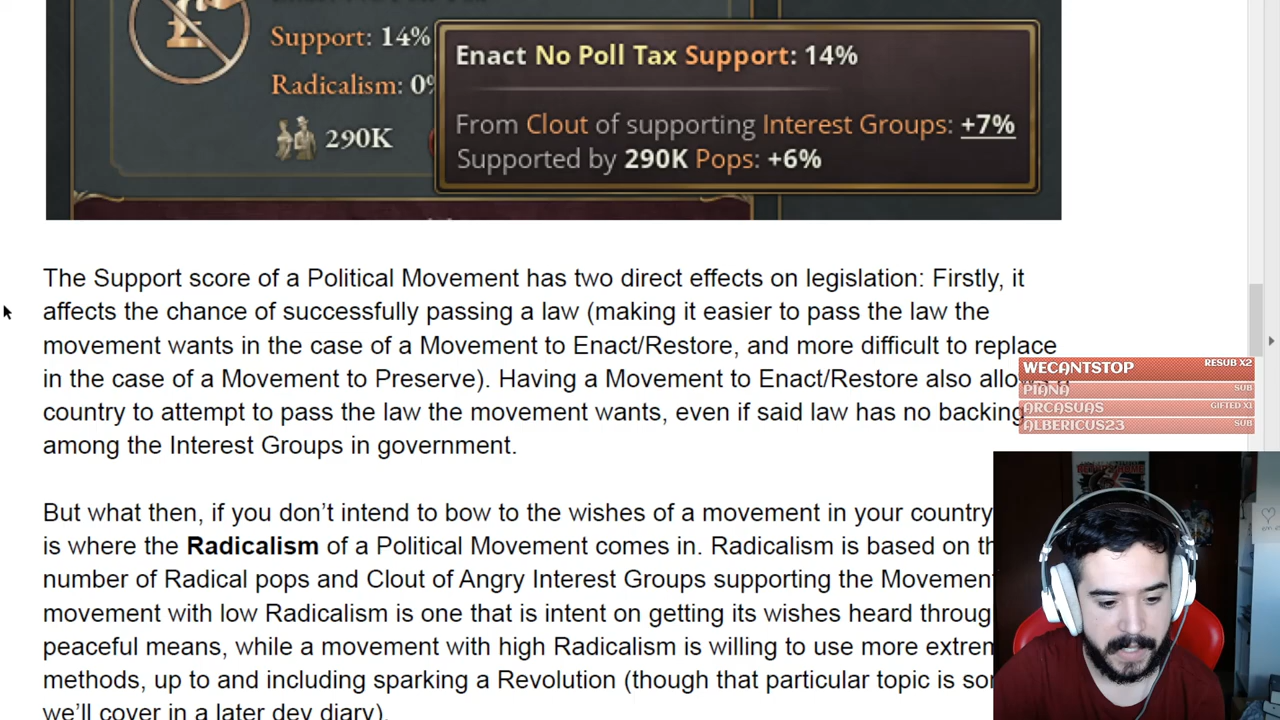 Support: 14%
Radicalism: 0%
290K
Enact No Poll Tax Support: 14%
From Clout of supporting Interest Groups: +7%
Supported by 290K Pops: +6%
The Support score of a Political Movement has two direct effects on legislation: Firstly, it
affects the chance of successfully passing a law (making it easier to pass the law the
movement wants in the case of a Movement to Enact/Restore, and more difficult to replace
in the case of a Movement to Preserve). Having a Movement to Enact/Restore also allows a
country to attempt to pass the law the movement wants, even if said law has no backing
among the Interest Groups in government.
WECANTSTOP RESUB X2
PIANA SUB
ARCASUAS GIFTED X1
ALBERICUS23 SUB
But what then, if you don't intend to bow to the wishes of a movement in your country
is where the Radicalism of a Political Movement comes in. Radicalism is based on th
number of Radical pops and Clout of Angry Interest Groups supporting the Movement
movement with low Radicalism is one that is intent on getting its wishes heard throug
peaceful means, while a movement with high Radicalism is willing to use more extrem
methods, up to and including sparking a Revolution (though that particular topic is so
we'll cover in a later dev diary).